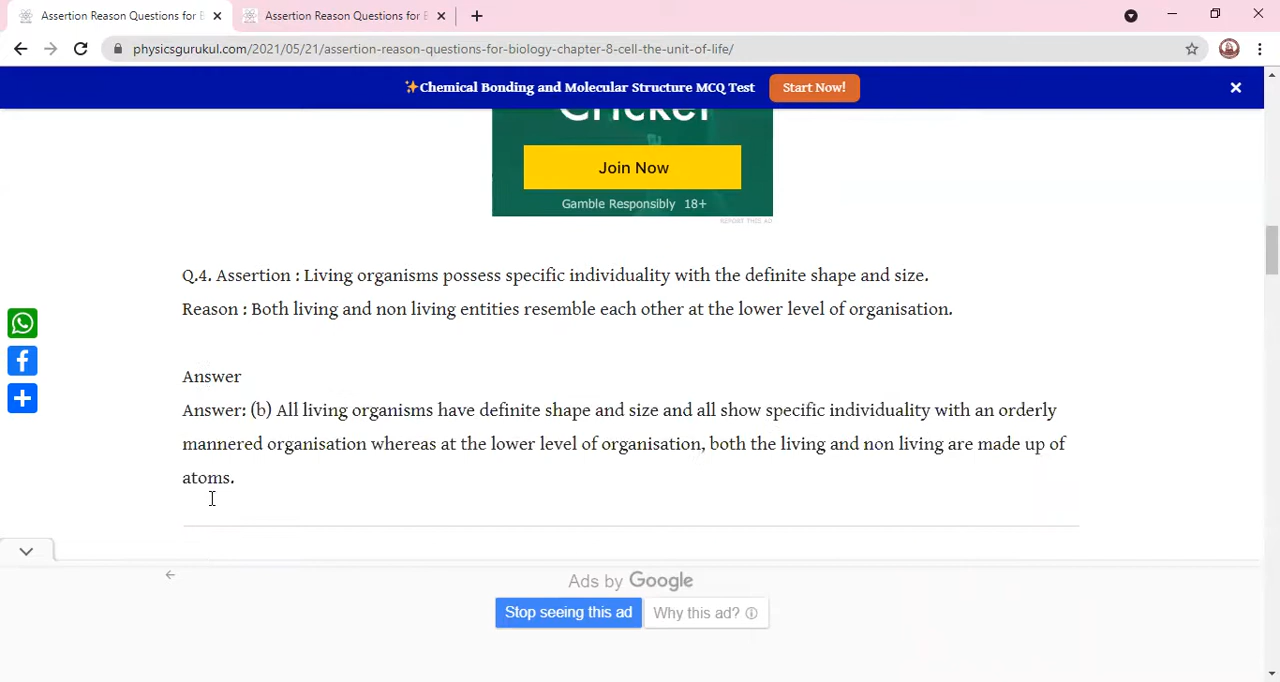 Assertion Reason Questions for B
Assertion Reason Questions for B
physicsgurukul.com/2021/05/21/assertion-reason-questions-for-biology-chapter-8-cell-the-unit-of-life/
✨Chemical Bonding and Molecular Structure MCQ Test Start Now!
Cricket
Join Now
Gamble Responsibly 18+
REPORT THIS AD
Q.4. Assertion : Living organisms possess specific individuality with the definite shape and size.
Reason : Both living and non living entities resemble each other at the lower level of organisation.
Answer
Answer: (b) All living organisms have definite shape and size and all show specific individuality with an orderly
mannered organisation whereas at the lower level of organisation, both the living and non living are made up of
atoms.
Ads by Google
Stop seeing this ad Why this ad?